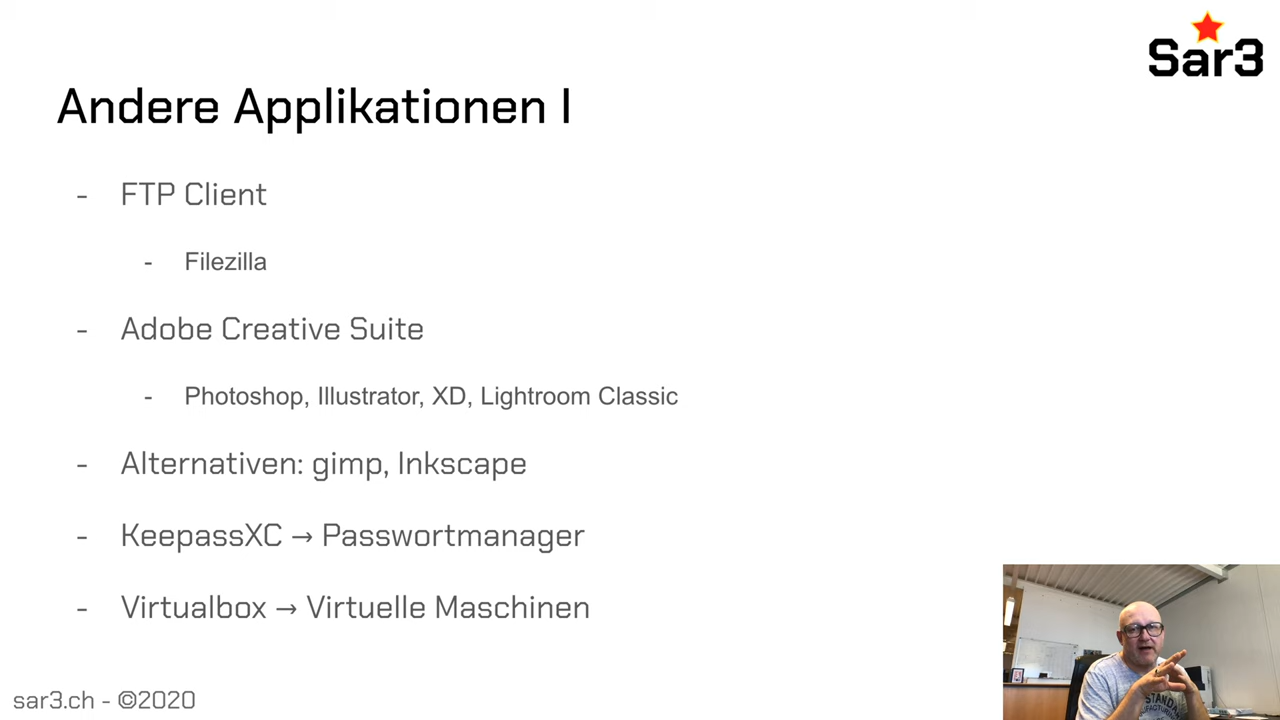 Sar3
Andere Applikationen I
- FTP Client
- Filezilla
- Adobe Creative Suite
- Photoshop, Illustrator, XD, Lightroom Classic
- Alternativen: gimp, Inkscape
- KeepassXC → Passwortmanager
- Virtualbox → Virtuelle Maschinen
sar3.ch - ©2020